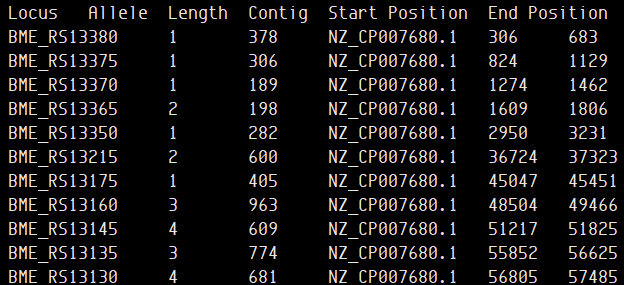 Locus Allele Length Contig Start Position End Position
BME_RS13380 1 378 NZ_CP007680.1 306 683
BME_RS13375 1 306 NZ_CP007680.1 824 1129
BME_RS13370 1 189 NZ_CP007680.1 1274 1462
BME_RS13365 2 198 NZ_CP007680.1 1609 1806
BME_RS13350 1 282 NZ_CP007680.1 2950 3231
BME_RS13215 2 600 NZ_CP007680.1 36724 37323
BME_RS13175 1 405 NZ_CP007680.1 45047 45451
BME_RS13160 3 963 NZ_CP007680.1 48504 49466
BME_RS13145 4 609 NZ_CP007680.1 51217 51825
BME_RS13135 3 774 NZ_CP007680.1 55852 56625
BME_RS13130 4 681 NZ_CP007680.1 56805 57485